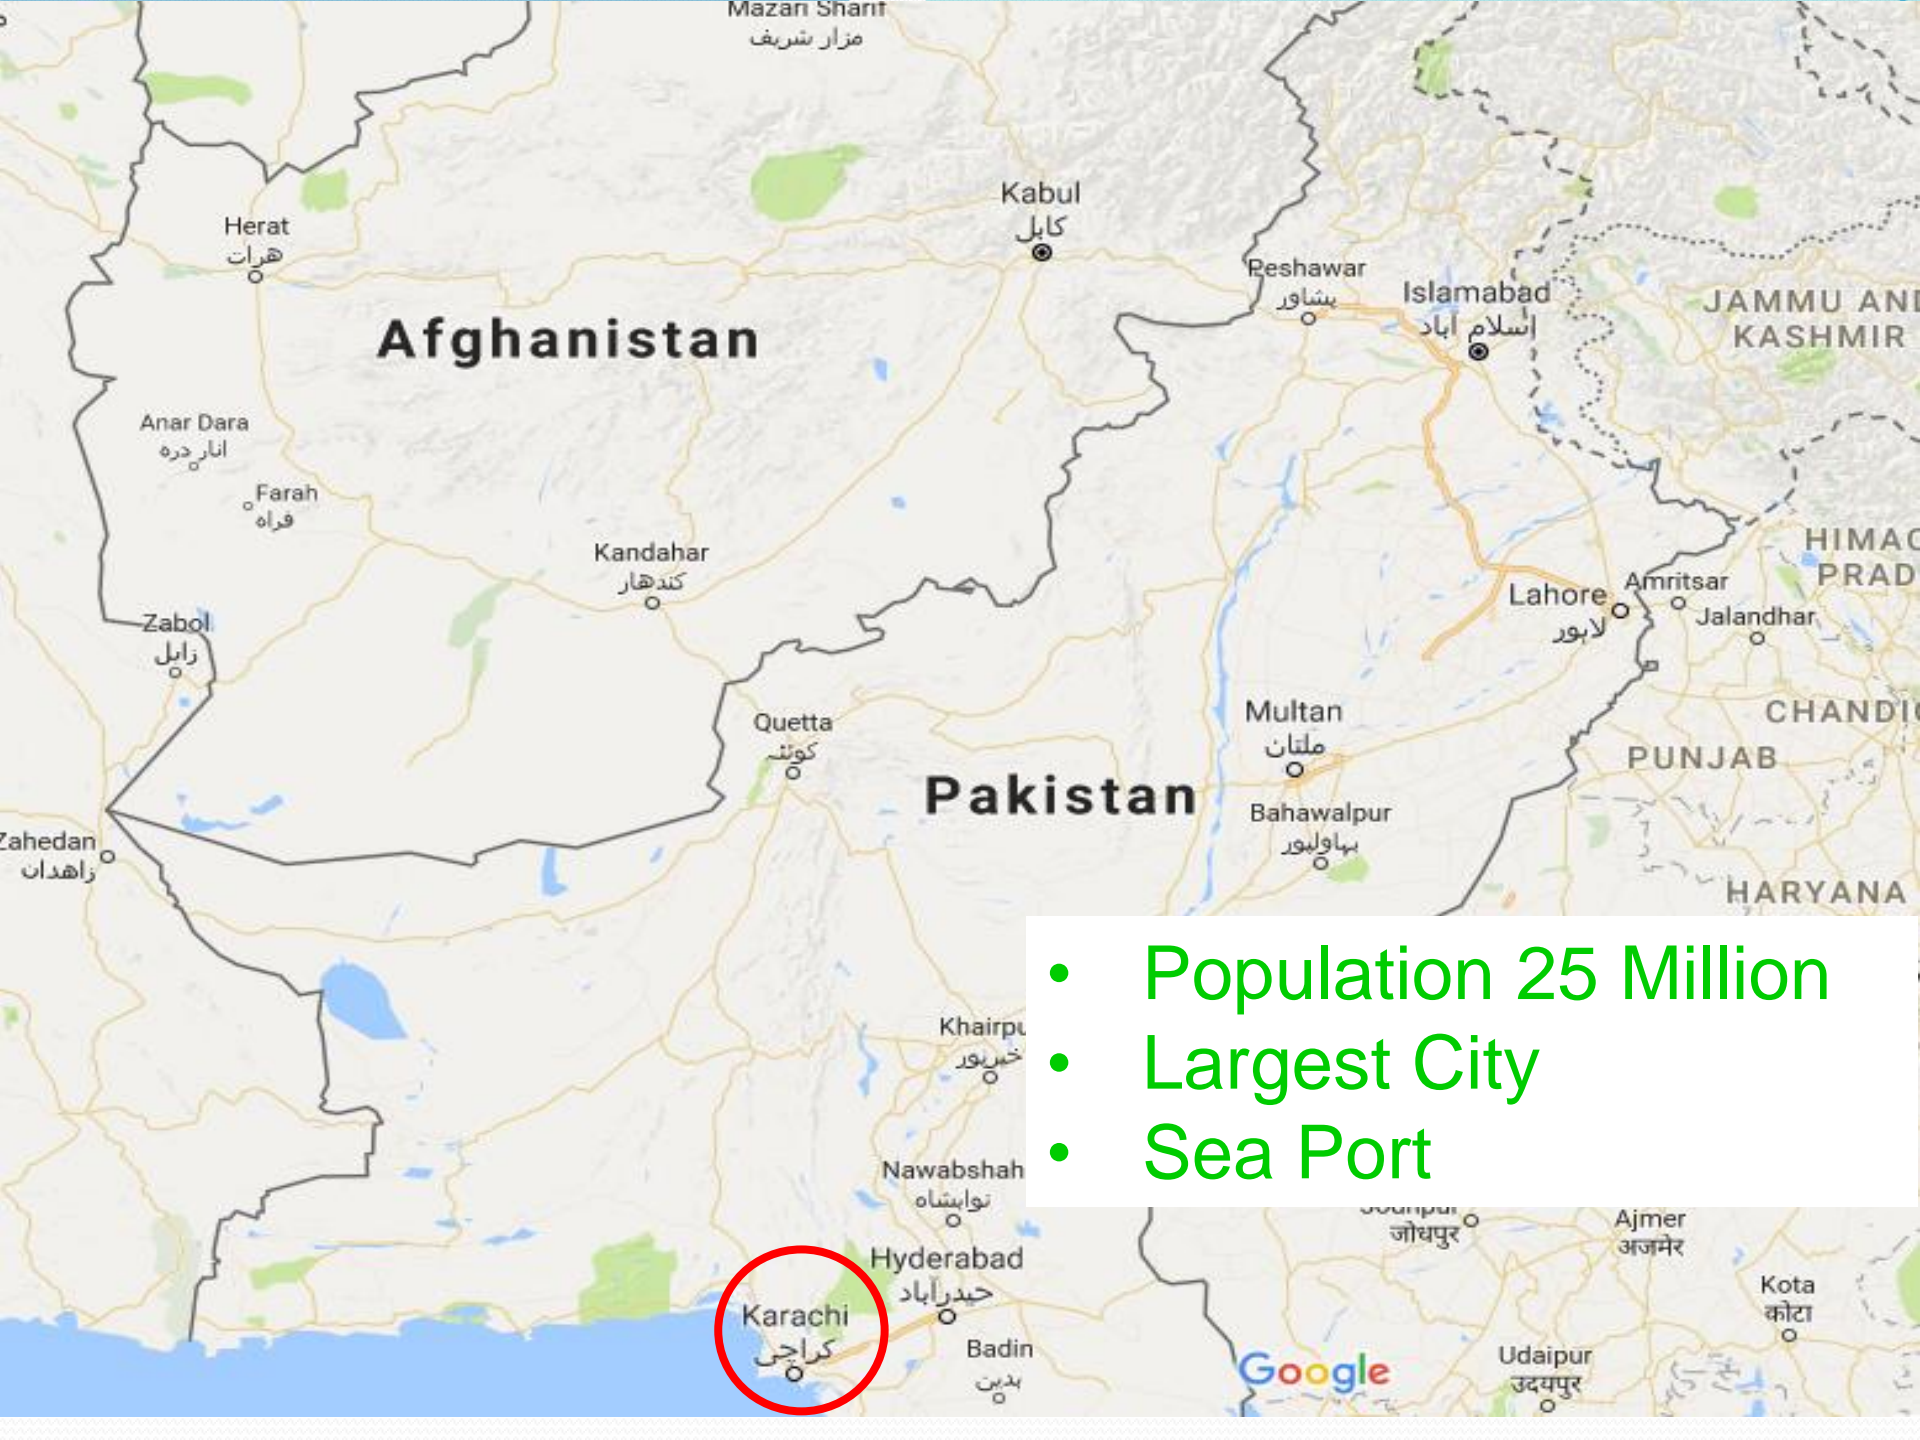 Mazari Sharif
مزار شریف
Kabul
کابل
Herat
هرات
Peshawar
پشاور
Islamabad
اسلام آباد
JAMMU AND
KASHMIR
Afghanistan
Anar Dara
انار دره
Farah
فراه
Kandahar
کندهار
HIMAC
PRAD
Lahore
لاہور
Amritsar
Jalandhar
Zabol
زابل
Quetta
کوئٹہ
Multan
ملتان
CHANDIG
PUNJAB
Pakistan
Bahawalpur
بہاولپور
Zahedan
زاهدان
HARYANA
• Population 25 Million
• Largest City
• Sea Port
Khairpu
خیرپور
Nawabshah
نوابشاہ
Jodhpur
जोधपुर
Ajmer
अजमेर
Hyderabad
حیدرآباد
Kota
कोटा
Karachi
کراچی
Badin
بدین
Google
Udaipur
उदयपुर